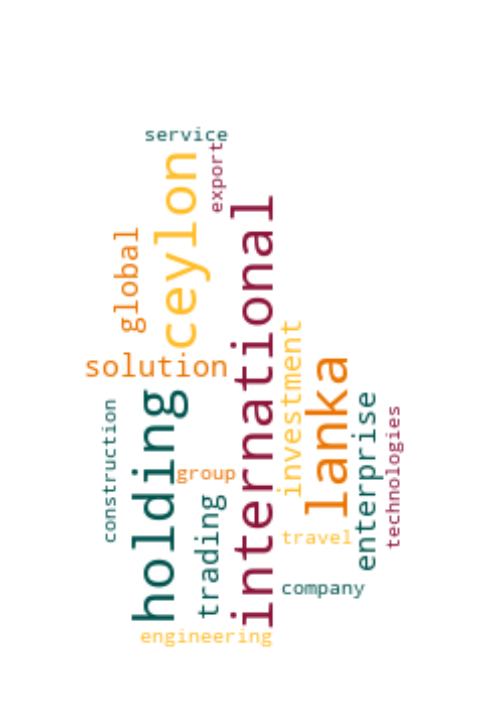 service
export
ceylon
global
international
solution
investment
lanka
holding
enterprise
construction
technologies
group
trading
travel
company
engineering